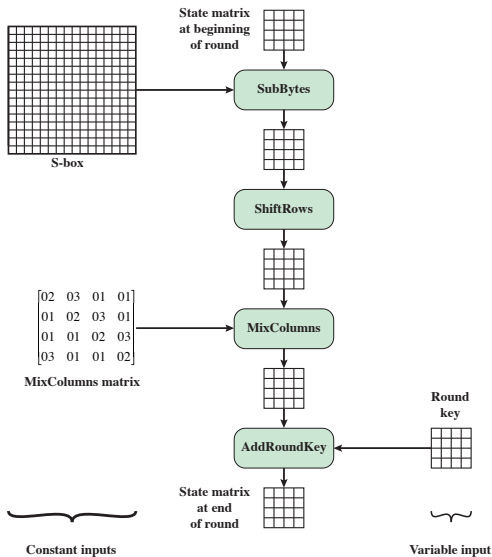 State matrix
at beginning
of round
SubBytes
S-box
ShiftRows
02 03 01 01
01 02 03 01
01 01 02 03
03 01 01 02
MixColumns
MixColumns matrix
Round
key
AddRoundKey
State matrix
at end
of round
Constant inputs
Variable input